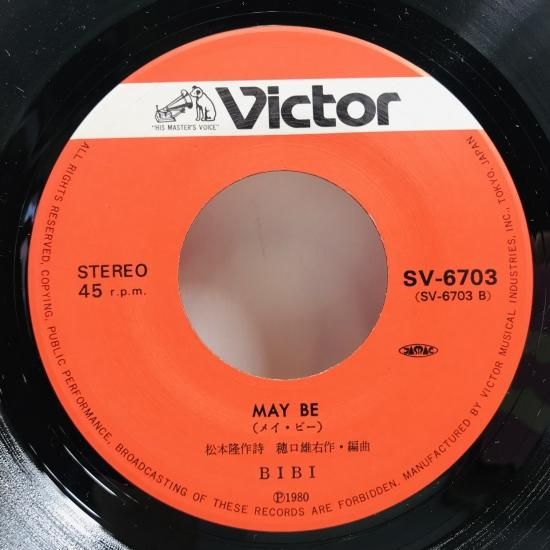 Victor
"HIS MASTER'S VOICE"
STEREO
45 r.p.m.
SV-6703
(SV-6703 B)
JASRAC
MAY BE
(メイ・ビー)
松本隆作詩 穂口雄右作・編曲
BIBI
Ⓟ1980
ALL RIGHTS RESERVED, COPYING, PUBLIC PERFORMANCE, BROADCASTING OF THESE RECORDS ARE FORBIDDEN. MANUFACTURED BY VICTOR MUSICAL INDUSTRIES, INC., TOKYO, JAPAN